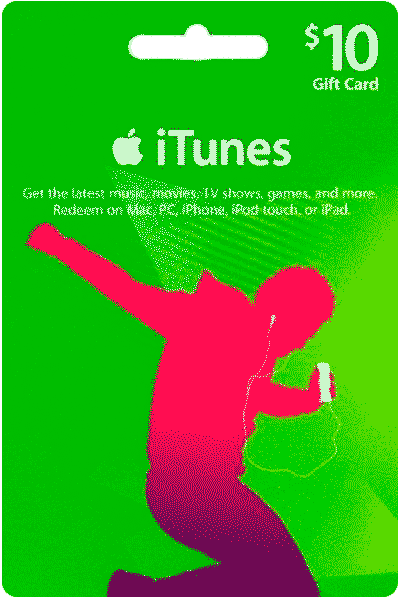 $10
Gift Card
iTunes
Get the latest music, movies, TV shows, games, and more.
Redeem on Mac, PC, iPhone, iPod touch, or iPad.